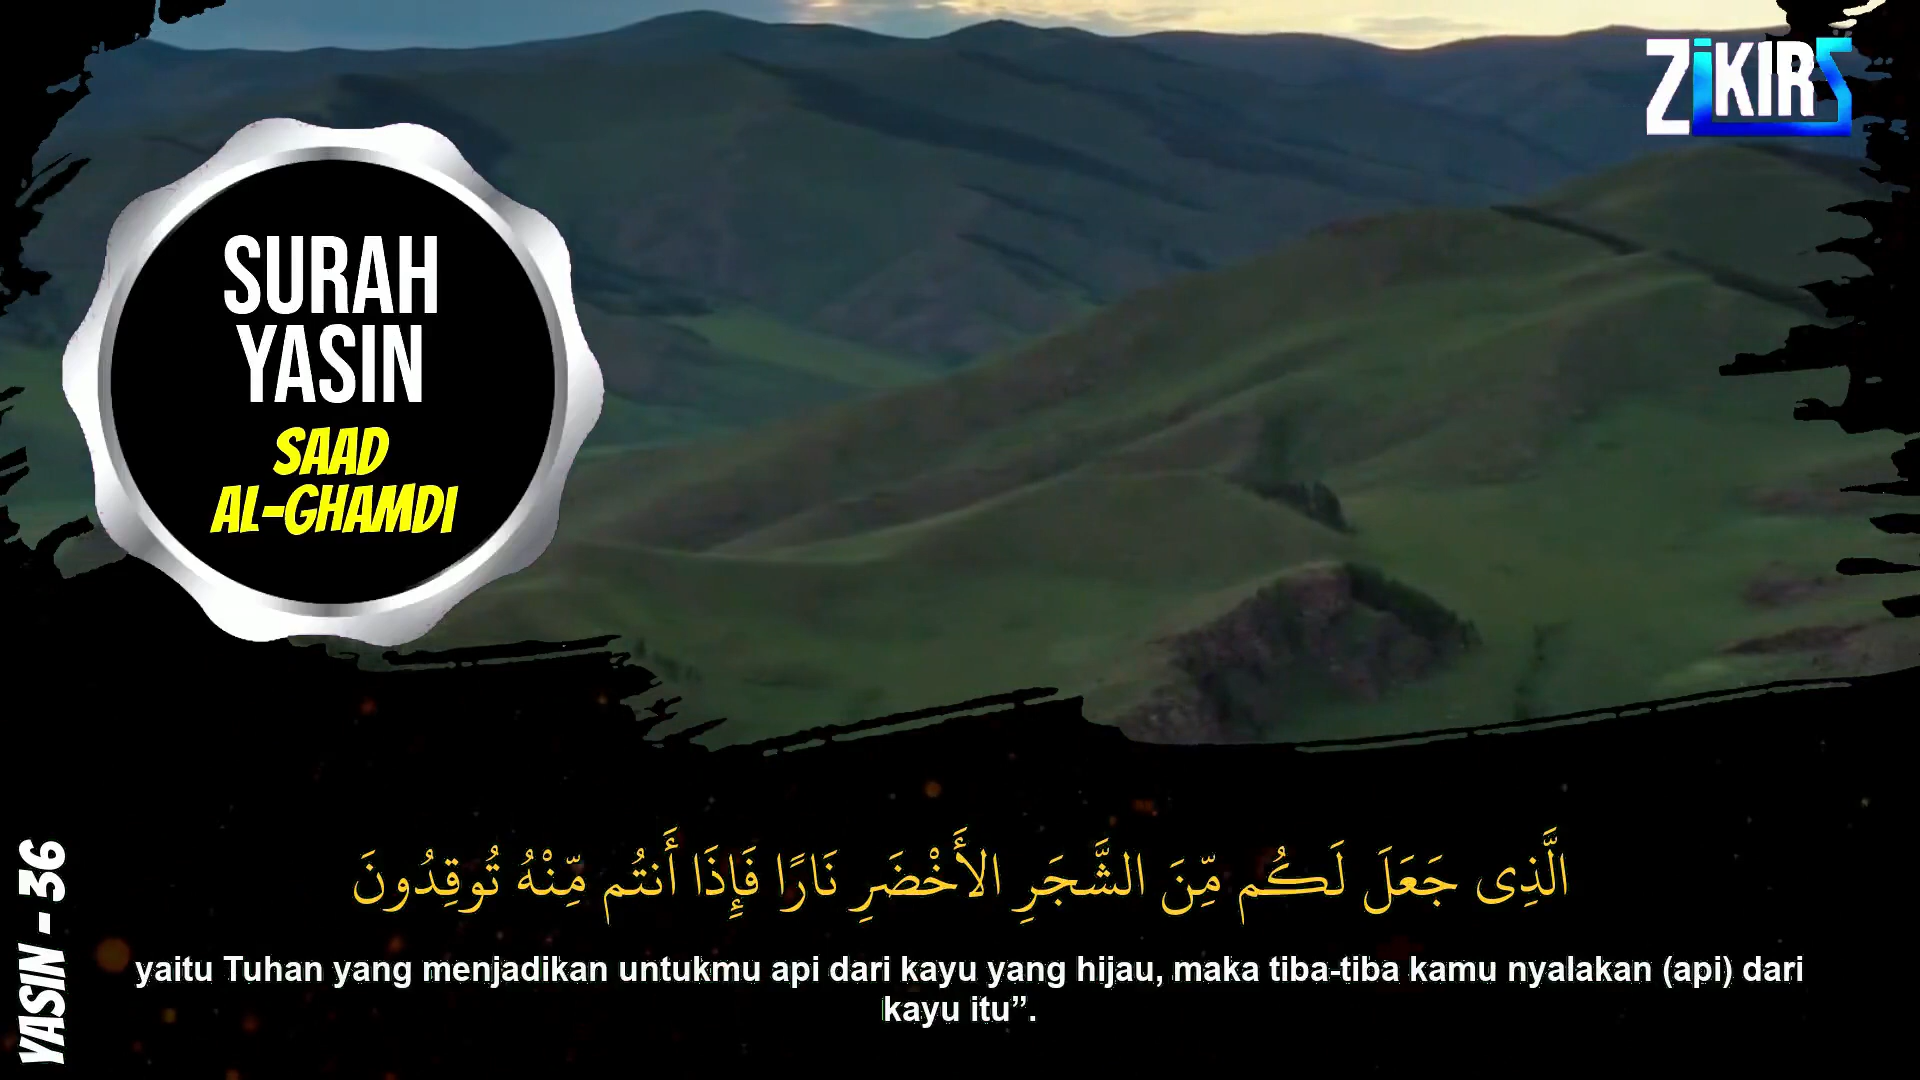 ZIKIR
SURAH
YASIN
SAAD
AL-GHAMDI
YASIN - 36
الَّذِى جَعَلَ لَكُم مِّنَ الشَّجَرِ الأَخْضَرِ نَارًا فَإِذَا أَنتُم مِّنْهُ تُوقِدُونَ
yaitu Tuhan yang menjadikan untukmu api dari kayu yang hijau, maka tiba-tiba kamu nyalakan (api) dari
kayu itu”.